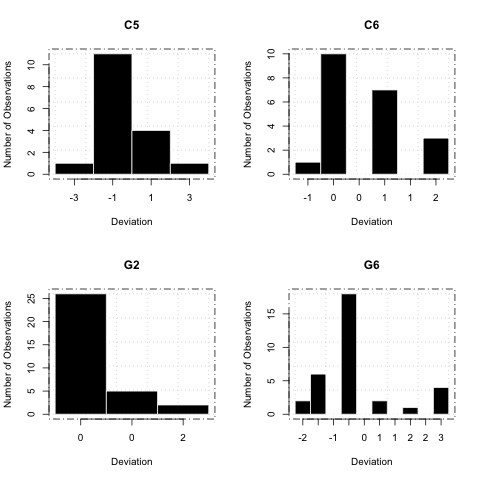 C5
Number of Observations
0 2 4 6 8 10
-3 -1 1 3
Deviation
C6
Number of Observations
0 2 4 6 8 10
-1 0 0 1 1 2
Deviation
G2
Number of Observations
0 5 10 15 20 25
0 0 2
Deviation
G6
Number of Observations
0 5 10 15
-2 -1 0 1 2 2 3
Deviation